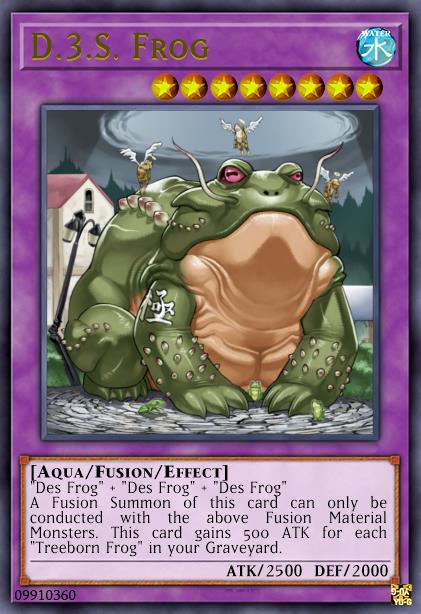 D.3.S. Frog
WATER
水
極
[Aqua/Fusion/Effect]
"Des Frog" + "Des Frog" + "Des Frog"
A Fusion Summon of this card can only be
conducted with the above Fusion Material
Monsters. This card gains 500 ATK for each
"Treeborn Frog" in your Graveyard.
ATK/2500 DEF/2000
09910360